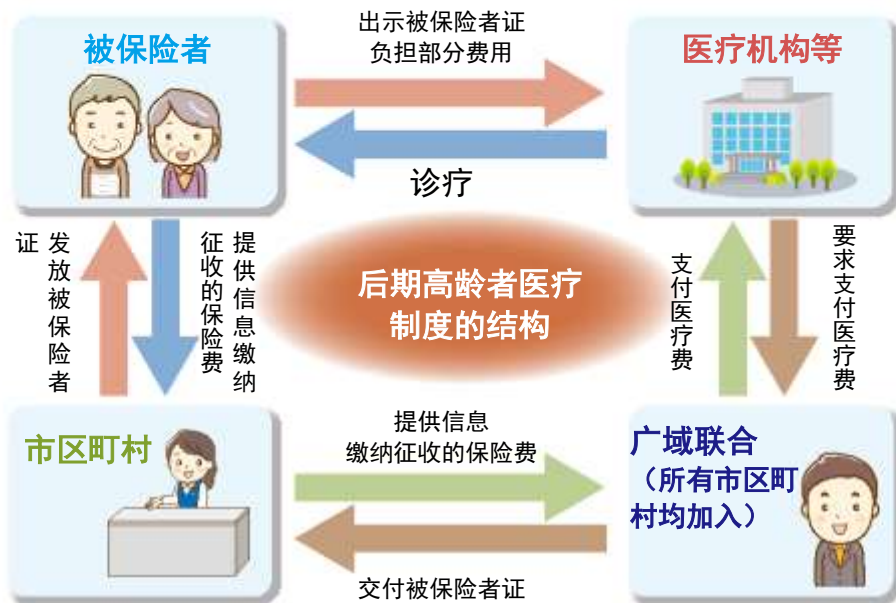 出示被保险者证
负担部分费用
被保险者
医疗机构等
诊疗
发放被保险者
证
提供信息缴纳
征收的保险费
后期高龄者医疗
制度的结构
支付医疗费
要求支付医疗费
市区町村
提供信息
缴纳征收的保险费
广域联合
（所有市区町
村均加入）
交付被保险者证